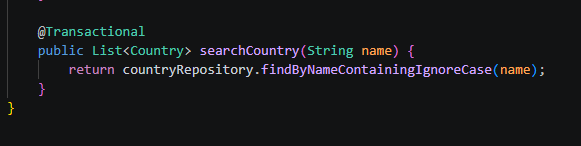 @Transactional
public List<Country> searchCountry(String name) {
return countryRepository.findByNameContainingIgnoreCase(name);
}
}